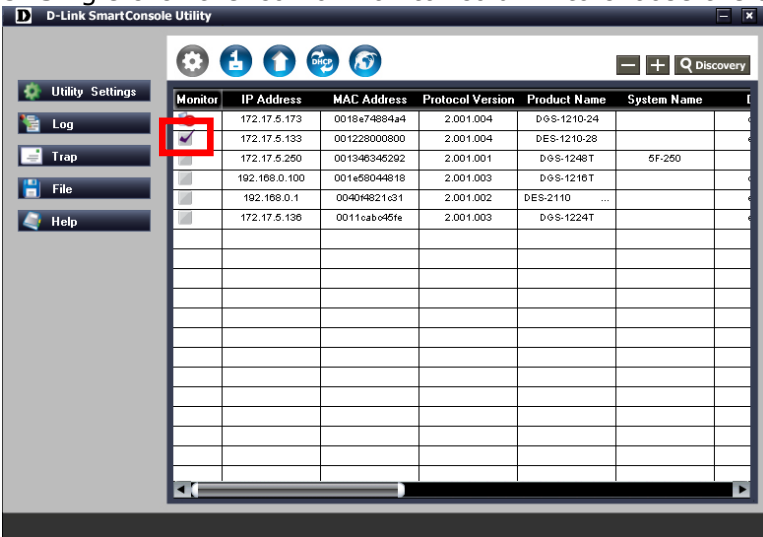 D-Link SmartConsole Utility
DHCP
Discovery
Utility Settings
Log
Trap
File
Help
Monitor IP Address MAC Address Protocol Version Product Name System Name
172.17.5.173 0018e74884a4 2.001.004 DGS-1210-24
172.17.5.133 001228000800 2.001.004 DES-1210-28
172.17.5.250 001346345292 2.001.001 DGS-1248T 5F-250
192.168.0.100 001e58044818 2.001.003 DGS-1216T
192.168.0.1 0040f4821c31 2.001.002 DES-2110 ...
172.17.5.136 0011cabc45fe 2.001.003 DGS-1224T